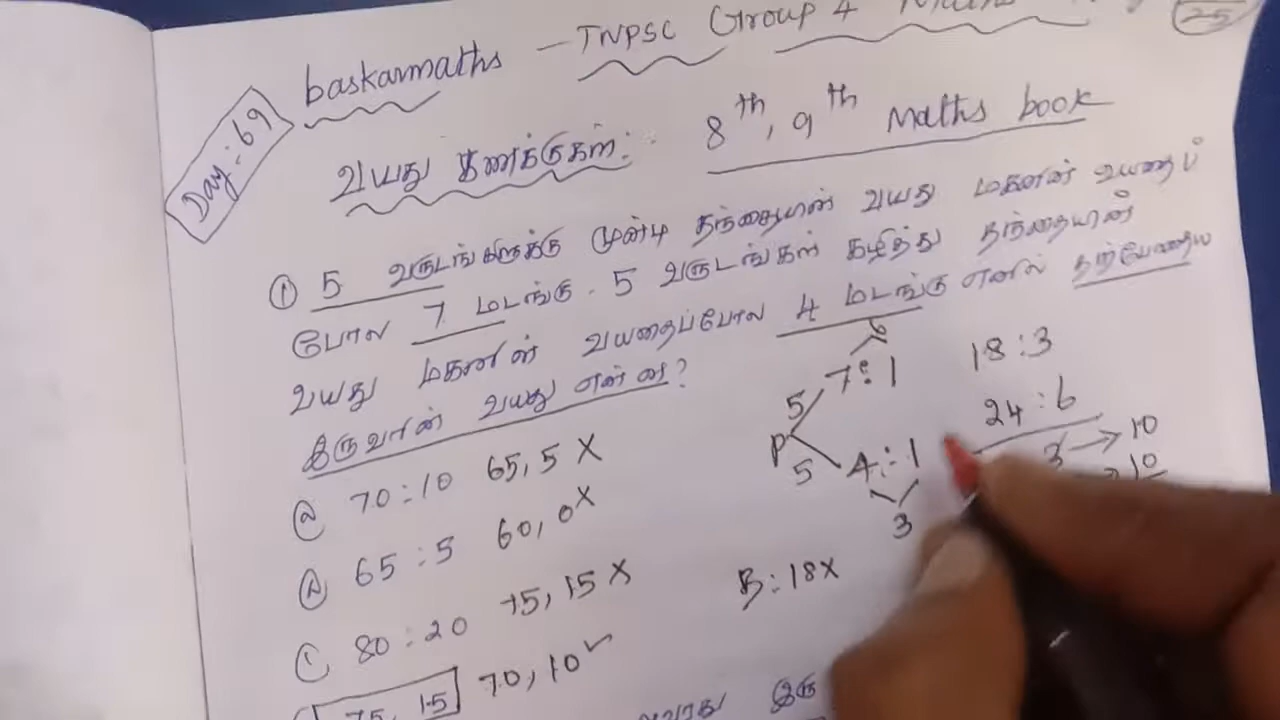 baskarmaths - TNPSC Group 4
25
Day: 69
வயது கணக்குகள்: 8th, 9th Maths book
① 5 வருடங்களுக்கு முன்பு தந்தையின் வயது மகனின் வயதைப்
போல 7 மடங்கு. 5 வருடங்கள் கழித்து தந்தையின்
வயது மகனின் வயதைப்போல 4 மடங்கு எனில் தற்போதைய
இருவரின் வயது என்ன?
6
5 7:1 18:3
P
5 4:1 24:6
3
3 → 10
→ 10
B: 18x
70:10 65, 5 X
65:5 60, 0 X
80:20 75, 15 X
75, 15 70, 10 ✓